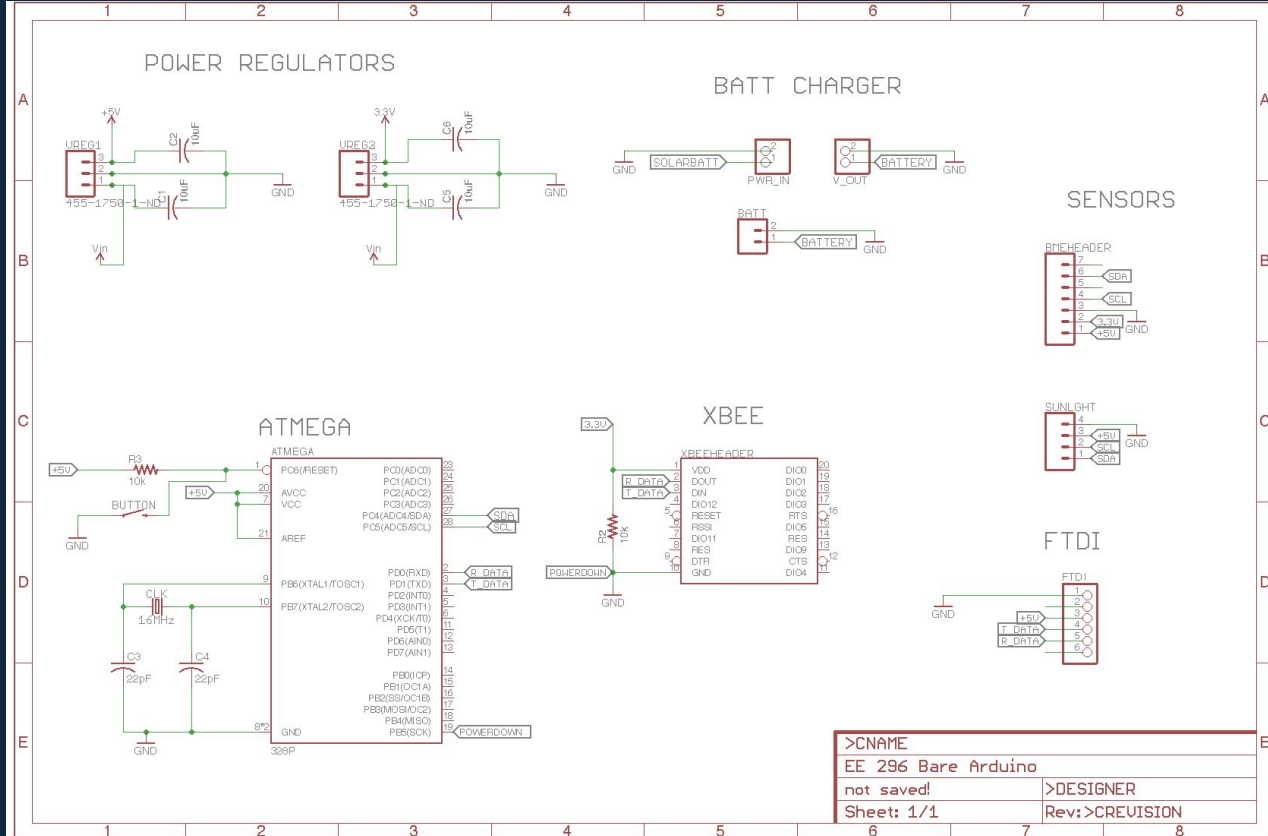 1 2 3 4 5 6 7 8
A A
POWER REGULATORS
BATT CHARGER
+5V
C2
10uF
VREG1
3
2
1
455-1750-1-ND
C1
10uF
GND
Vin
3.3V
C6
10uF
VREG2
3
2
1
455-1750-1-ND
C5
10uF
GND
Vin
GND
SOLARBATT
2
1
PWR_IN
2
1
V_OUT
BATTERY
GND
BATT
2
1
BATTERY
GND
B B
SENSORS
BMEHEADER
7
6
SDA
5
4
SCL
3
GND
2
3.3V
1
+5V
C C
SUNLGHT
4
GND
3
+5V
2
SCL
1
SDA
ATMEGA
ATMEGA
+5V
R3
10k
BUTTON
GND
+5V
1 PC6(/RESET)
20 AVCC
7 VCC
21 AREF
9 PB6(XTAL1/TOSC1)
10 PB7(XTAL2/TOSC2)
8*2 GND
PC0(ADC0) 23
PC1(ADC1) 24
PC2(ADC2) 25
PC3(ADC3) 26
PC4(ADC4/SDA) 27 SDA
PC5(ADC5/SCL) 28 SCL
PD0(RXD) 2 R_DATA
PD1(TXD) 3 T_DATA
PD2(INT0) 4
PD3(INT1) 5
PD4(XCK/T0) 6
PD5(T1) 11
PD6(AIN0) 12
PD7(AIN1) 13
PB0(ICP) 14
PB1(OC1A) 15
PB2(SS/OC1B) 16
PB3(MOSI/OC2) 17
PB4(MISO) 18
PB5(SCK) 19 POWERDOWN
328P
CLK
16MHz
C3
22pF
C4
22pF
GND
XBEE
XBEEHEADER
3.3V
R_DATA
T_DATA
R2
10k
POWERDOWN
GND
1 VDD
2 DOUT
3 DIN
4 DIO12
5 RESET
6 RSSI
7 DIO11
8 RES
9 DTR
10 GND
DIO0 20
DIO1 19
DIO2 18
DIO3 17
RTS 16
DIO5 15
RES 14
DIO9 13
CTS 12
DIO4 11
D D
FTDI
FTDI
GND
1
2
+5V 3
T_DATA 4
R_DATA 5
6
E E
>CNAME
EE 296 Bare Arduino
not saved!
>DESIGNER
Sheet: 1/1
Rev:>CREVISION
1 2 3 4 5 6 7 8